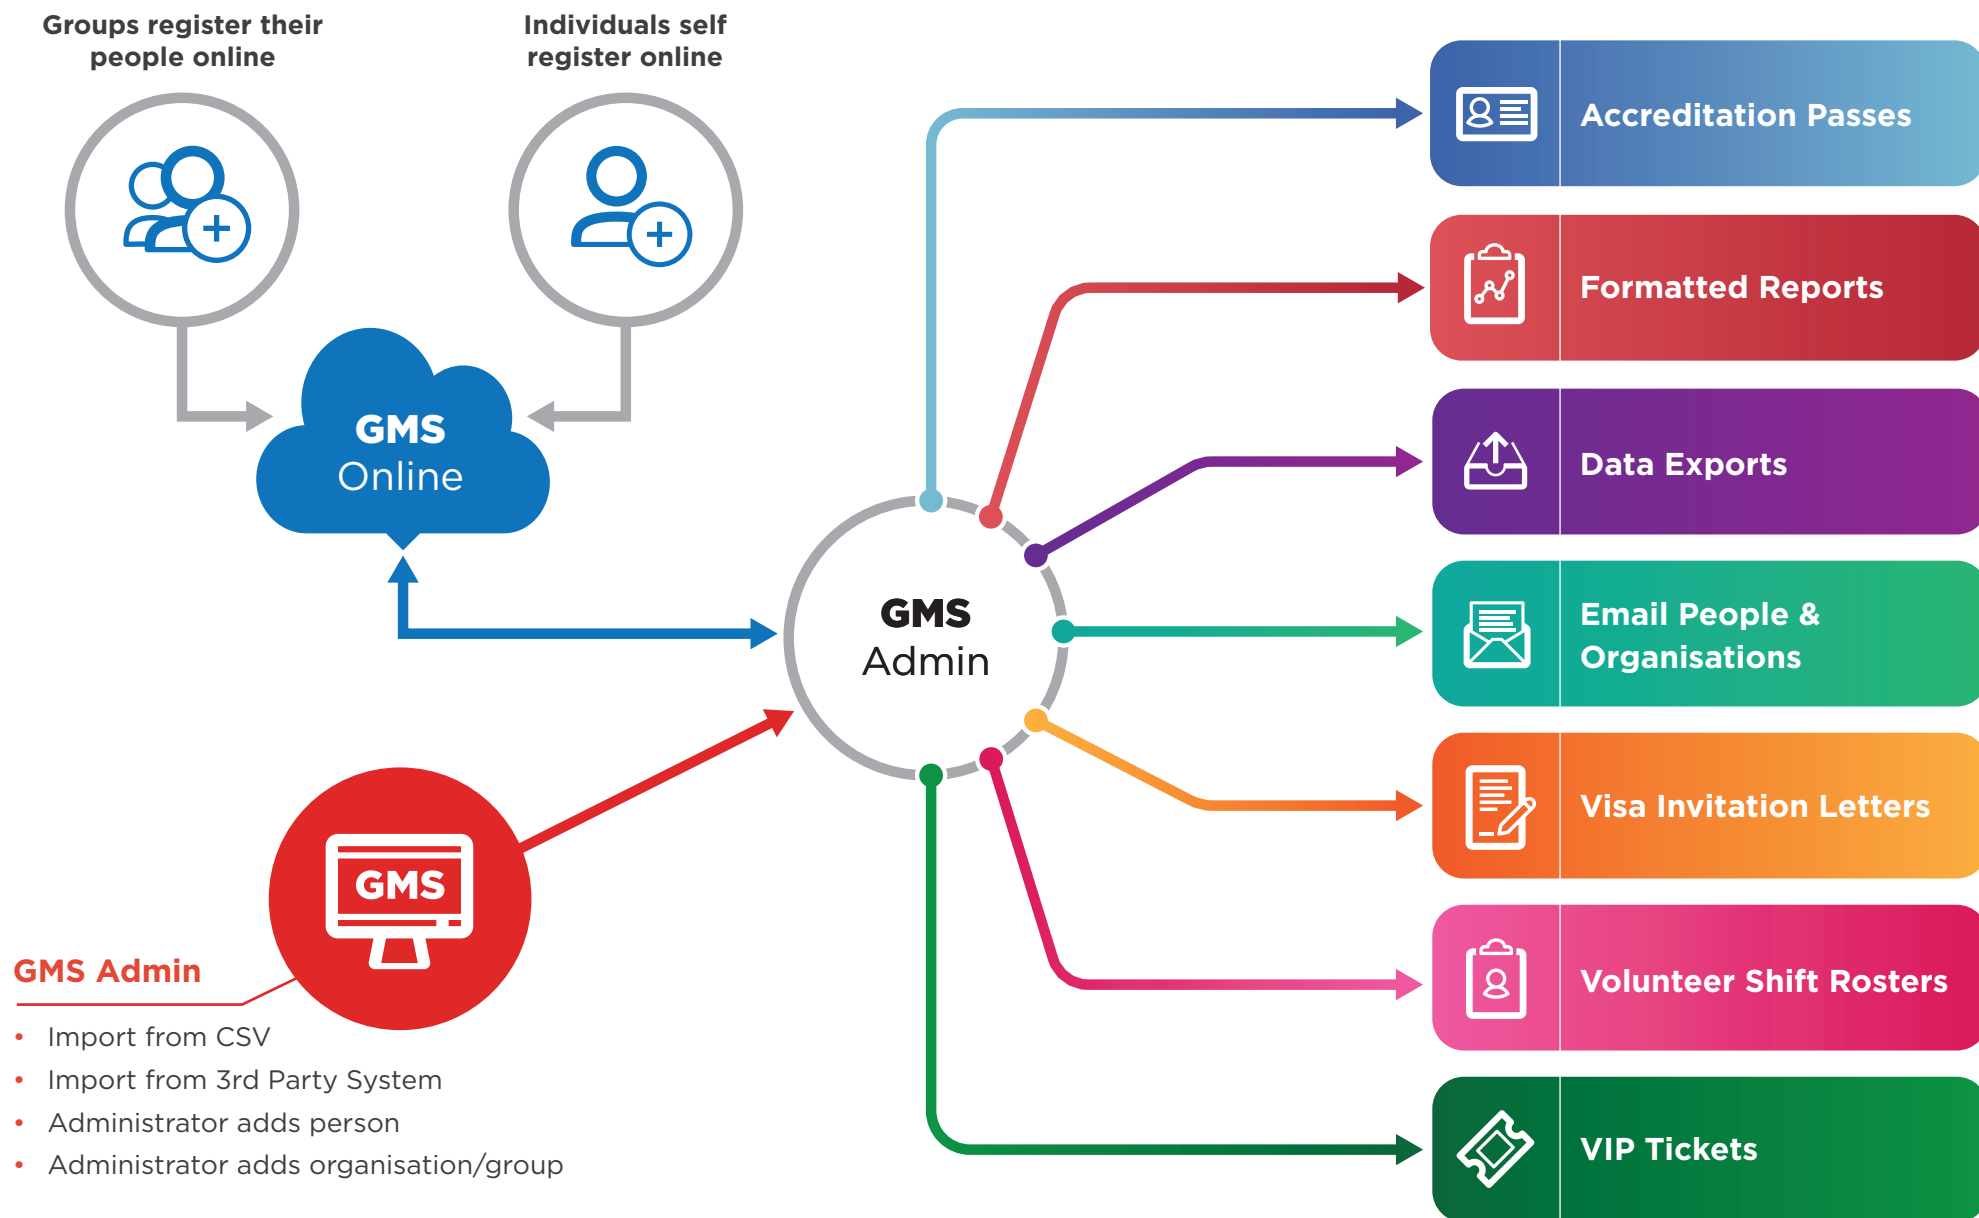 Groups register their
people online
Individuals self
register online
GMS
Online
GMS
Admin
GMS
GMS Admin
• Import from CSV
• Import from 3rd Party System
• Administrator adds person
• Administrator adds organisation/group
Accreditation Passes
Formatted Reports
Data Exports
Email People &
Organisations
Visa Invitation Letters
Volunteer Shift Rosters
VIP Tickets